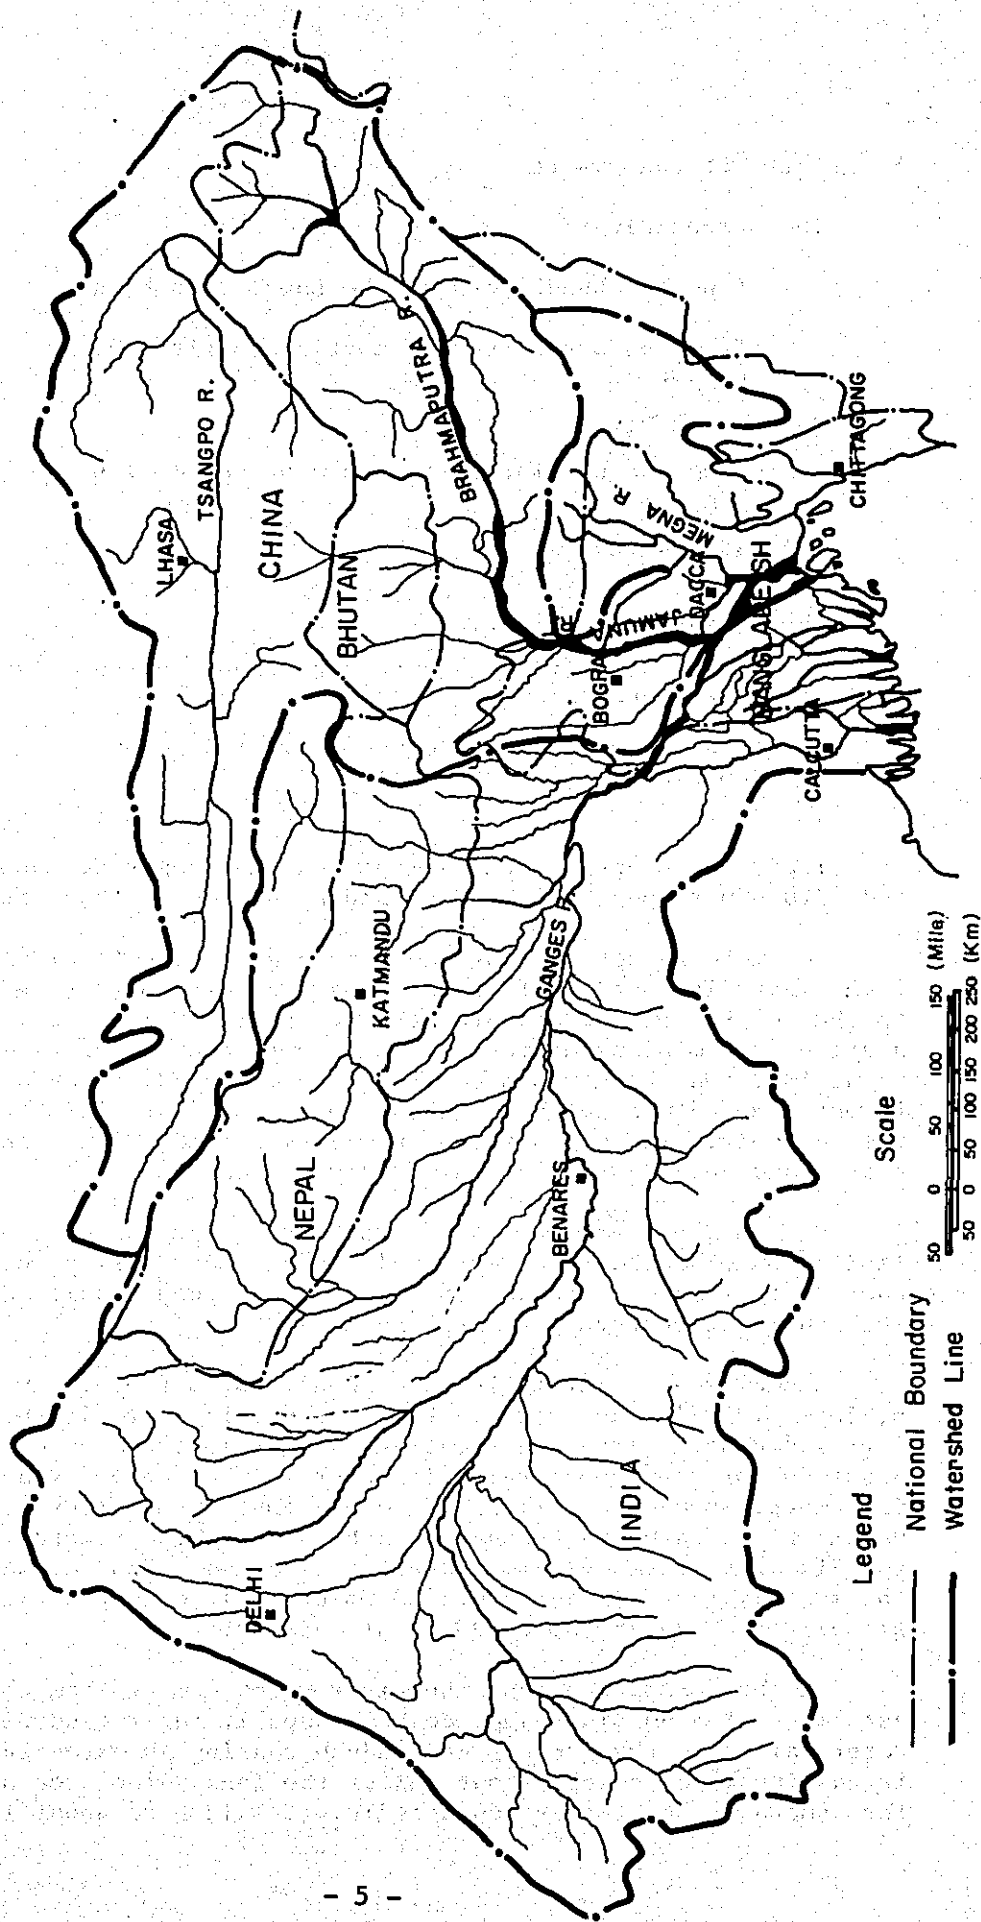 TSANGPO R.
LHASA
CHINA
BHUTAN
BRAHMAPUTRA R.
MEGNA R.
CHITTAGONG
DACCA
JAMUNA R.
BANGLADESH
BOGRA
CALCUTTA
KATMANDU
GANGES R.
NEPAL
BENARES
DELHI
INDIA
Legend
National Boundary
Watershed Line
Scale
50 0 50 100 150 (Mile)
50 0 50 100 150 200 250 (Km)
- 5 -